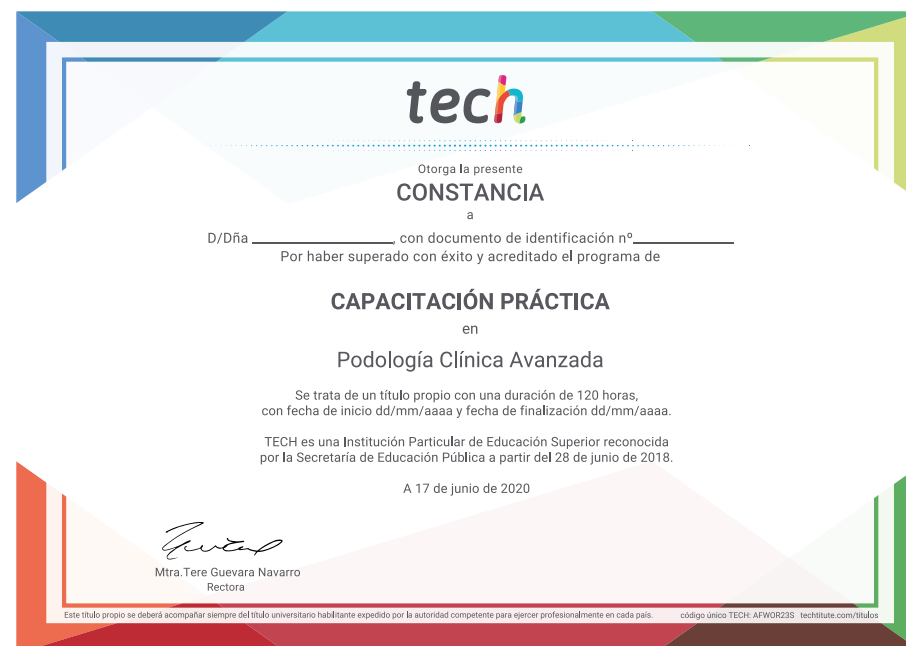 tech
Otorga la presente
CONSTANCIA
a
D/Dña ____________________, con documento de identificación nº______________
Por haber superado con éxito y acreditado el programa de
CAPACITACIÓN PRÁCTICA
en
Podología Clínica Avanzada
Se trata de un título propio con una duración de 120 horas,
con fecha de inicio dd/mm/aaaa y fecha de finalización dd/mm/aaaa.
TECH es una Institución Particular de Educación Superior reconocida
por la Secretaría de Educación Pública a partir del 28 de junio de 2018.
A 17 de junio de 2020
Mtra.Tere Guevara Navarro
Rectora
Este título propio se deberá acompañar siempre del título universitario habilitante expedido por la autoridad competente para ejercer profesionalmente en cada país. código único TECH: AFWOR23S techtitute.com/titulos